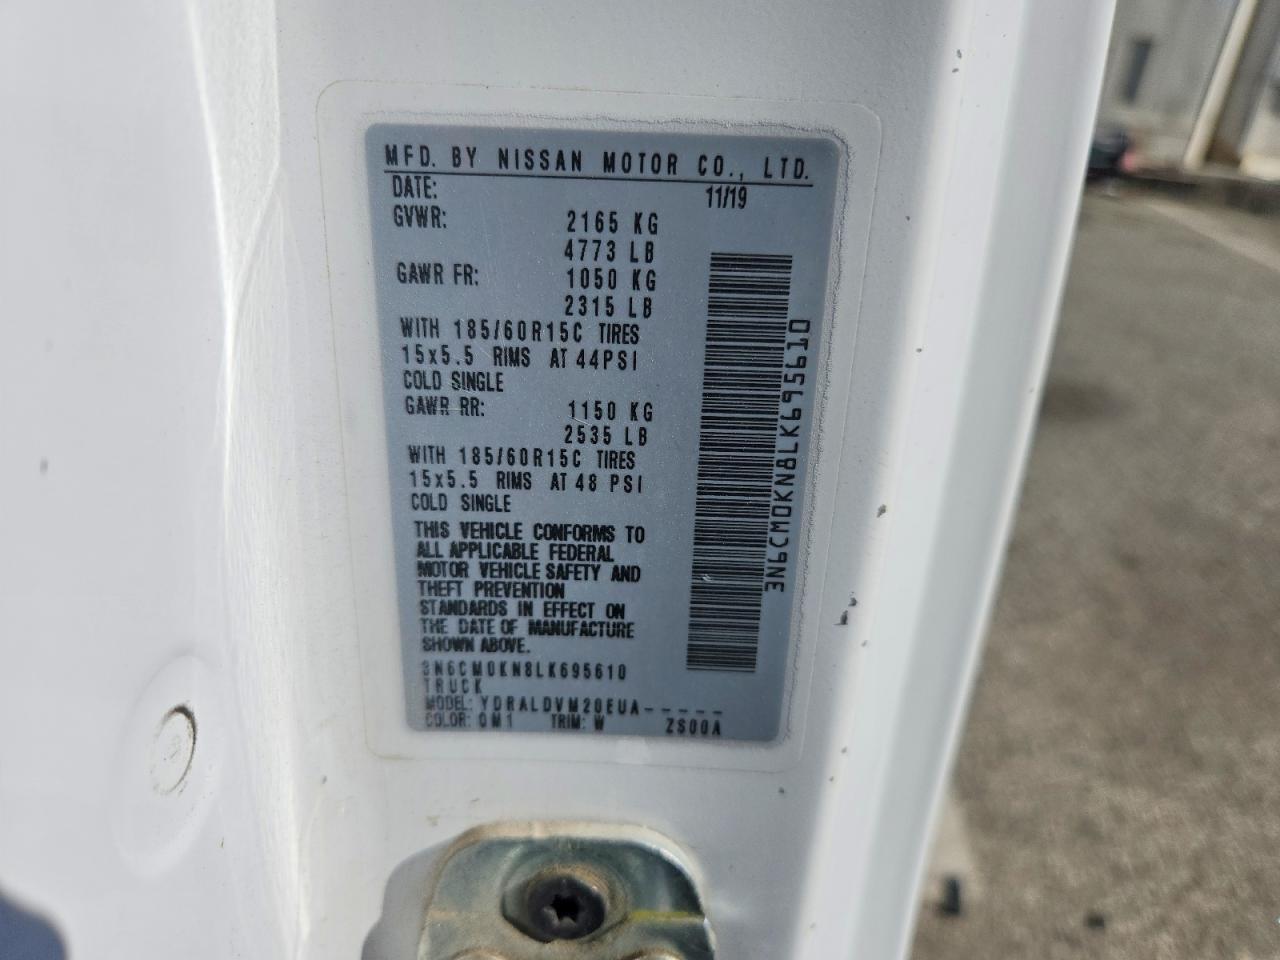 MFD. BY NISSAN MOTOR CO., LTD.
DATE: 11/19
GVWR: 2165 KG
4773 LB
GAWR FR: 1050 KG
2315 LB
WITH 185/60R15C TIRES
15x5.5 RIMS AT 44PSI
COLD SINGLE
GAWR RR: 1150 KG
2535 LB
WITH 185/60R15C TIRES
15x5.5 RIMS AT 48 PSI
COLD SINGLE
THIS VEHICLE CONFORMS TO
ALL APPLICABLE FEDERAL
MOTOR VEHICLE SAFETY AND
THEFT PREVENTION
STANDARDS IN EFFECT ON
THE DATE OF MANUFACTURE
SHOWN ABOVE.
3N6CM0KN8LK695610
TRUCK
MODEL: YDRALDVM20EUA-----
COLOR: QM1 TRIM: W ZS00A
3N6CM0KN8LK695610